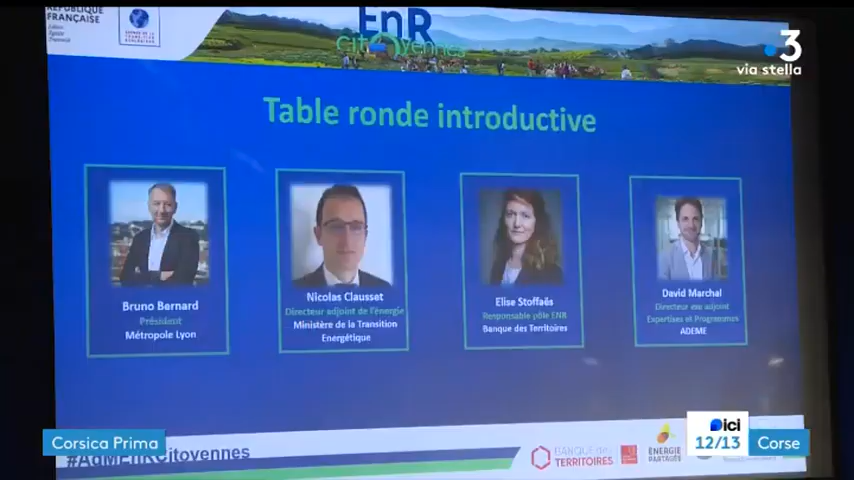 RÉPUBLIQUE
FRANÇAISE
EnR
citoyennes
3
via stella
Table ronde introductive
Bruno Bernard
Président
Métropole Lyon
Nicolas Clausset
Directeur adjoint de l'énergie
Ministère de la Transition
Energétique
Elise Stoffaës
Responsable pôle ENR
Banque des Territoires
David Marchal
Directeur exe adjoint
Expertises et Programmes
ADEME
Corsica Prima
BANQUE des
TERRITOIRES
ÉNERGIE
PARTAGÉE
ici
12/13
Corse